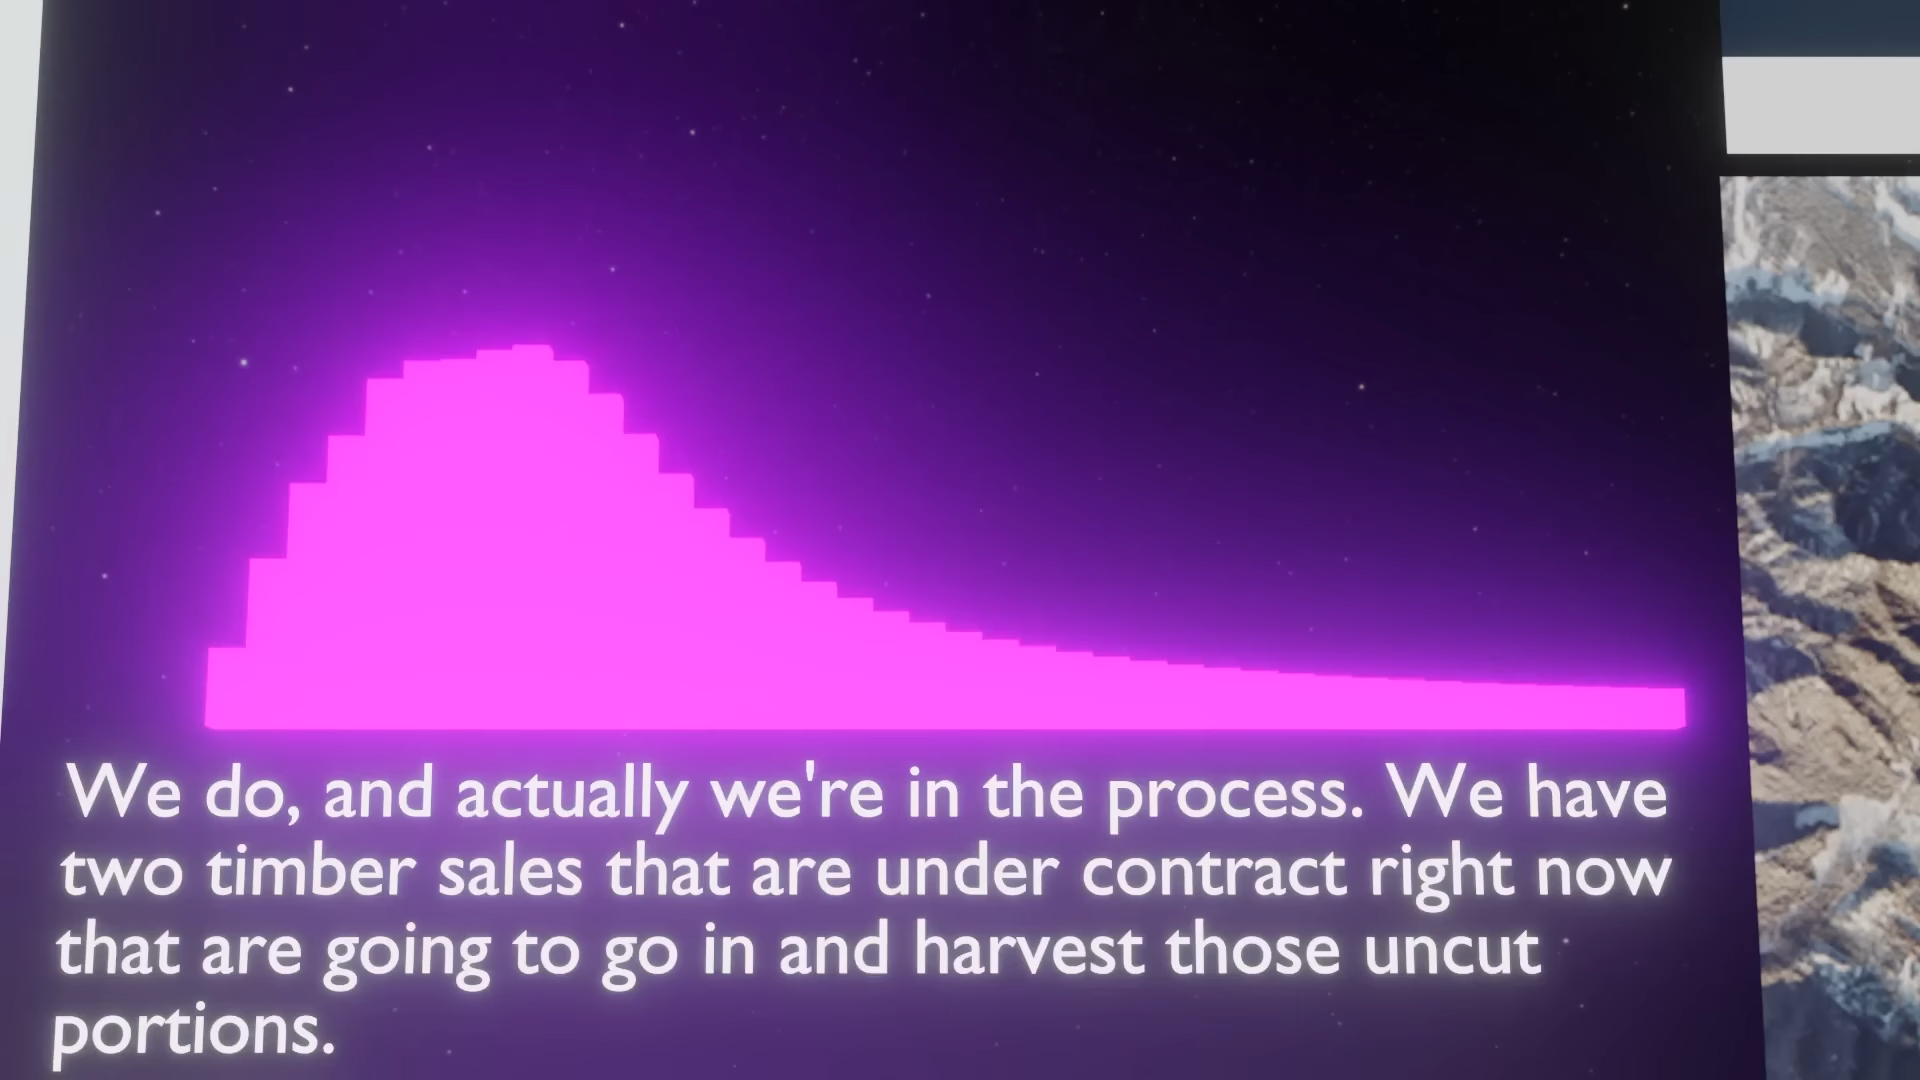 We do, and actually we're in the process. We have
two timber sales that are under contract right now
that are going to go in and harvest those uncut
portions.